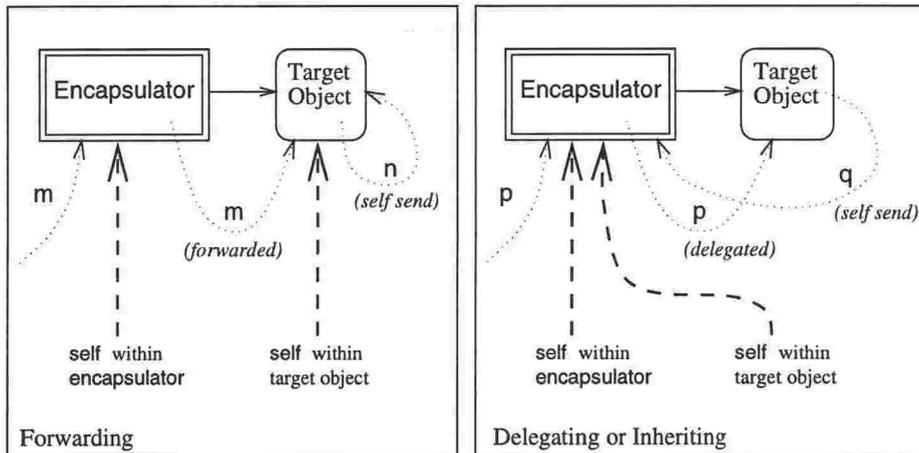 Encapsulator
Target
Object
m
m
(forwarded)
n
(self send)
self within
encapsulator
self within
target object
Forwarding
Encapsulator
Target
Object
p
p
(delegated)
q
(self send)
self within
encapsulator
self within
target object
Delegating or Inheriting